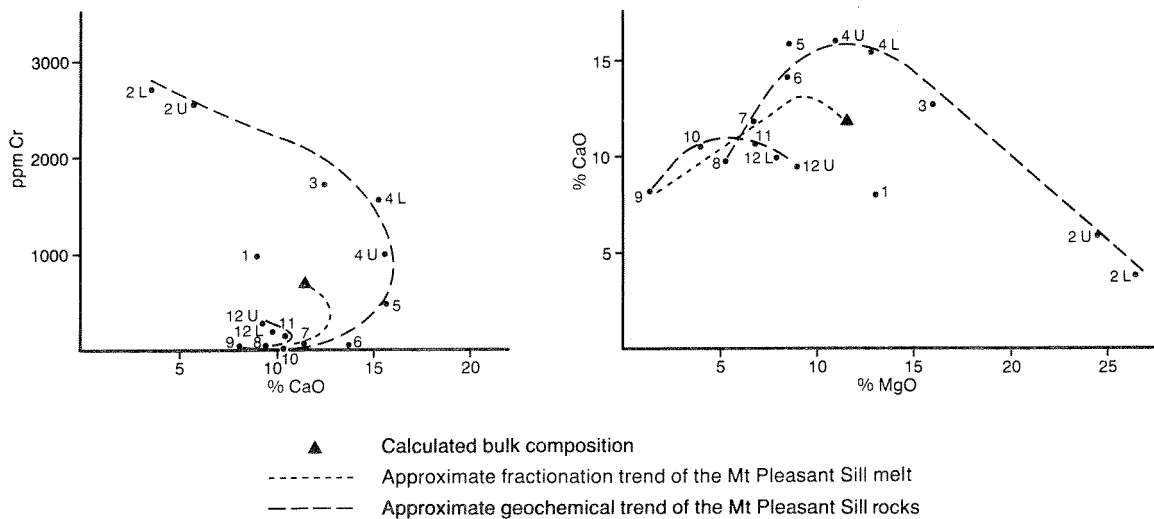 ppm Cr
3000
2000
1000
2 L
2 U
3
4 L
4 U
5
1
12 U
11
12 L
7
9
8
6
10
5
10
15
20
% CaO
% CaO
15
10
5
5
4 U
4 L
6
3
7
10
11
8
12 L
12 U
9
1
2 U
2 L
5
10
15
20
25
% MgO
Calculated bulk composition
Approximate fractionation trend of the Mt Pleasant Sill melt
Approximate geochemical trend of the Mt Pleasant Sill rocks